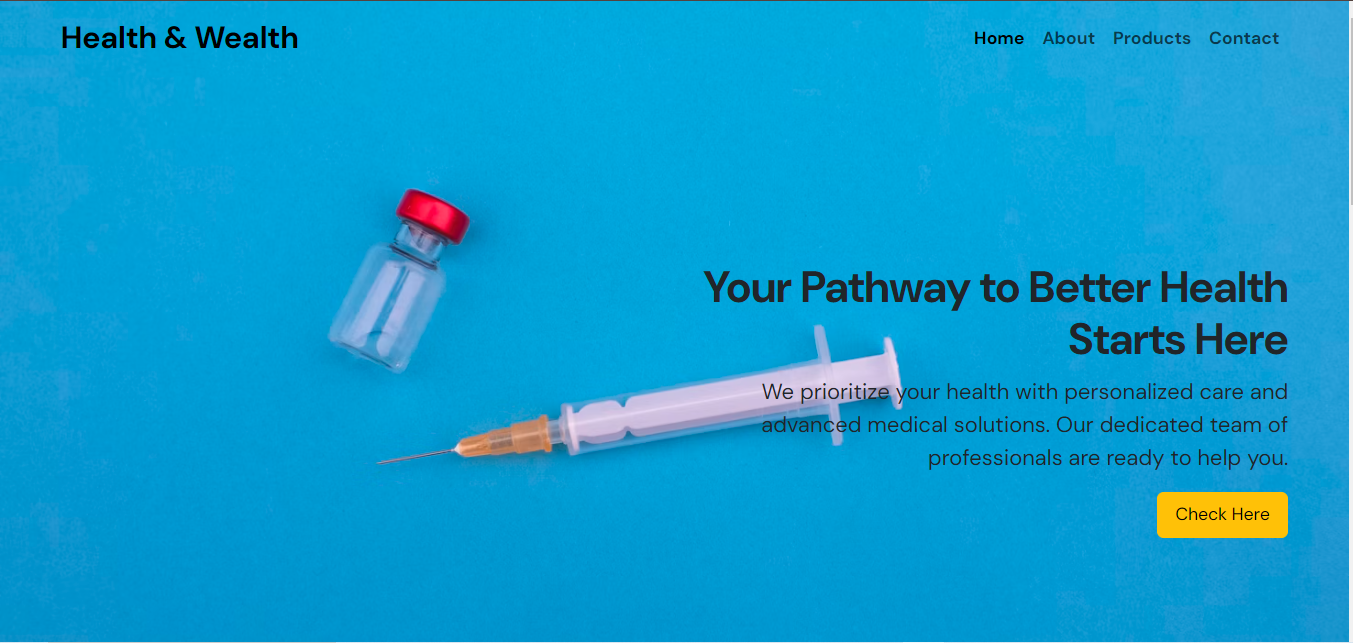 Health & Wealth
Home About Products Contact
Your Pathway to Better Health
Starts Here
We prioritize your health with personalized care and
advanced medical solutions. Our dedicated team of
professionals are ready to help you.
Check Here